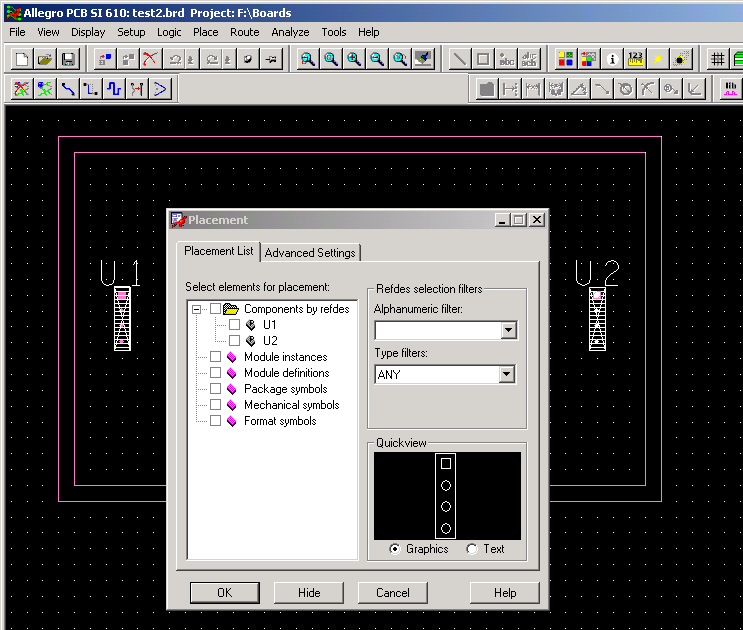 Allegro PCB SI 610: test2.brd Project: F:\Boards
File View Display Setup Logic Place Route Analyze Tools Help
abc
123
lib
U1
U2
Placement
Placement List
Advanced Settings
Select elements for placement:
Components by refdes
U1
U2
Module instances
Module definitions
Package symbols
Mechanical symbols
Format symbols
Refdes selection filters
Alphanumeric filter:
Type filters:
ANY
Quickview
Graphics Text
OK Hide Cancel Help